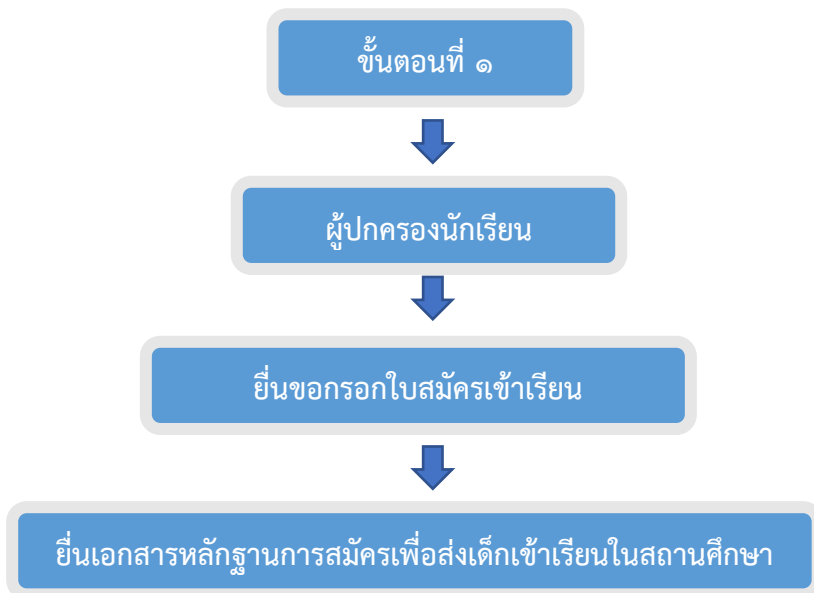 ขั้นตอนที่ ๑
ผู้ปกครองนักเรียน
ยื่นขอกรอกใบสมัครเข้าเรียน
ยื่นเอกสารหลักฐานการสมัครเพื่อส่งเด็กเข้าเรียนในสถานศึกษา